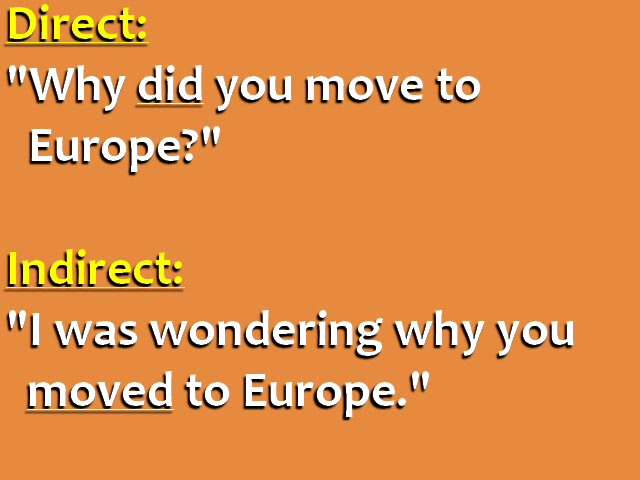 Direct:
"Why did you move to
Europe?"
Indirect:
"I was wondering why you
moved to Europe."